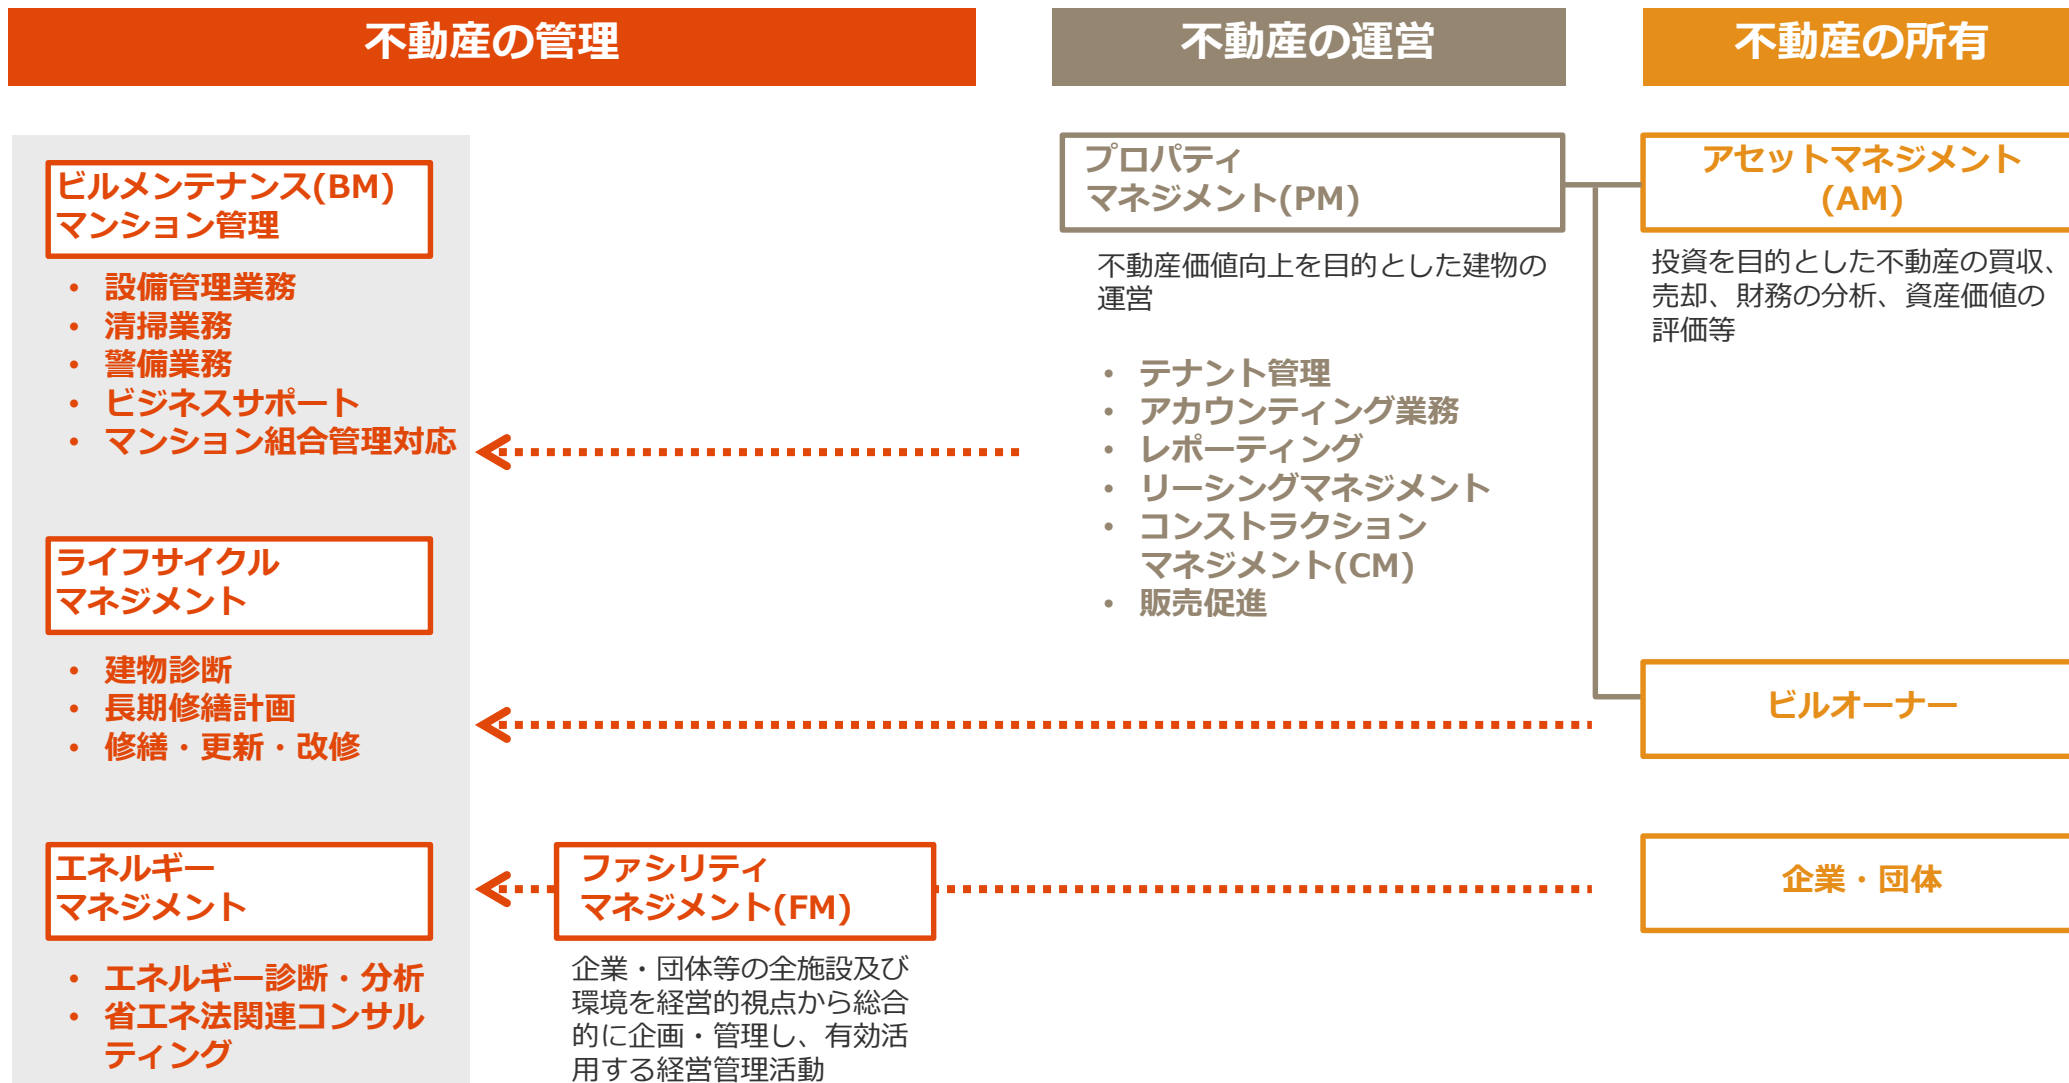 不動産の管理
不動産の運営
不動産の所有
ビルメンテナンス(BM)
マンション管理
・ 設備管理業務
・ 清掃業務
・ 警備業務
・ ビジネスサポート
・ マンション組合管理対応
ライフサイクル
マネジメント
・ 建物診断
・ 長期修繕計画
・ 修繕・更新・改修
エネルギー
マネジメント
・ エネルギー診断・分析
・ 省エネ法関連コンサル
ティング
ファシリティ
マネジメント(FM)
企業・団体等の全施設及び
環境を経営的視点から総合
的に企画・管理し、有効活
用する経営管理活動
プロパティ
マネジメント(PM)
不動産価値向上を目的とした建物の
運営
・ テナント管理
・ アカウンティング業務
・ レポーティング
・ リーシングマネジメント
・ コンストラクション
マネジメント(CM)
・ 販売促進
アセットマネジメント
(AM)
投資を目的とした不動産の買収、
売却、財務の分析、資産価値の
評価等
ビルオーナー
企業・団体